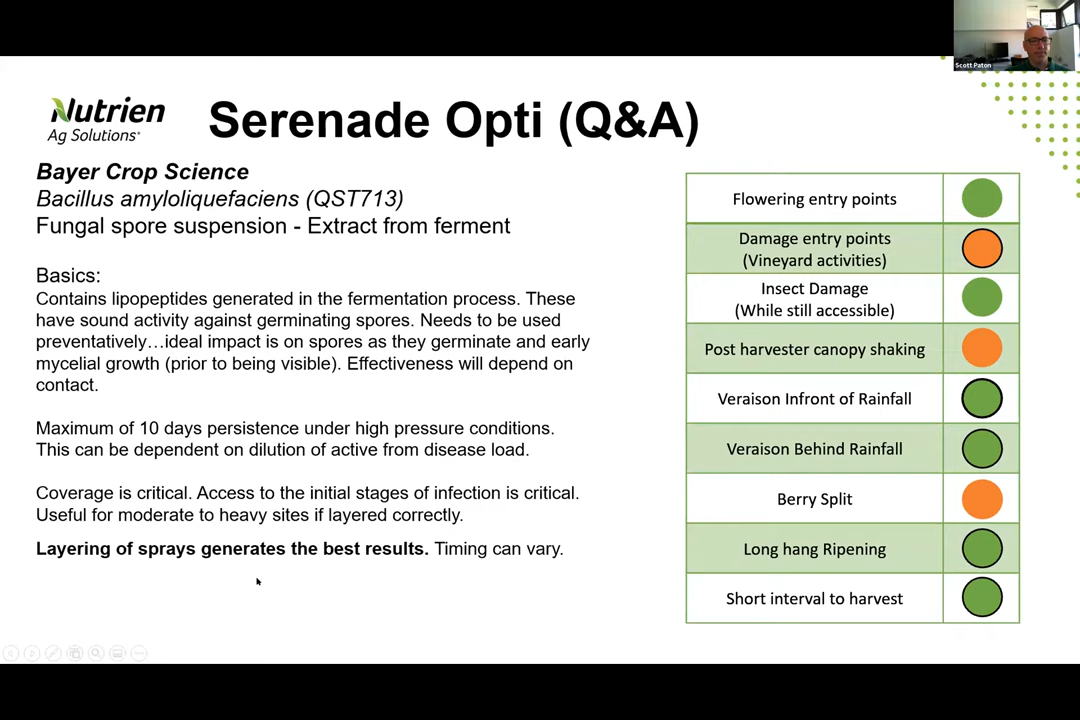 Scott Paton
Nutrien
Ag Solutions
Serenade Opti (Q&A)
Bayer Crop Science
Bacillus amyloliquefaciens (QST713)
Fungal spore suspension - Extract from ferment
Basics:
Contains lipopeptides generated in the fermentation process. These
have sound activity against germinating spores. Needs to be used
preventatively…ideal impact is on spores as they germinate and early
mycelial growth (prior to being visible). Effectiveness will depend on
contact.
Maximum of 10 days persistence under high pressure conditions.
This can be dependent on dilution of active from disease load.
Coverage is critical. Access to the initial stages of infection is critical.
Useful for moderate to heavy sites if layered correctly.
Layering of sprays generates the best results. Timing can vary.
Flowering entry points
Damage entry points
(Vineyard activities)
Insect Damage
(While still accessible)
Post harvester canopy shaking
Veraison Infront of Rainfall
Veraison Behind Rainfall
Berry Split
Long hang Ripening
Short interval to harvest